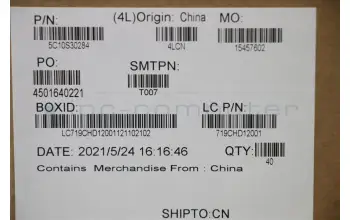 P/N: (4L)Origin: China MO:
5C10S30284 4LCN 15457602
PO: SMTPN:
4501640221 T007
BOXID: LC P/N:
LC719CHD12001121102102 719CHD12001
DATE: 2021/5/24 16:16:46 QTY:
40
Contains Merchandise From : China
SHIPTO:CN